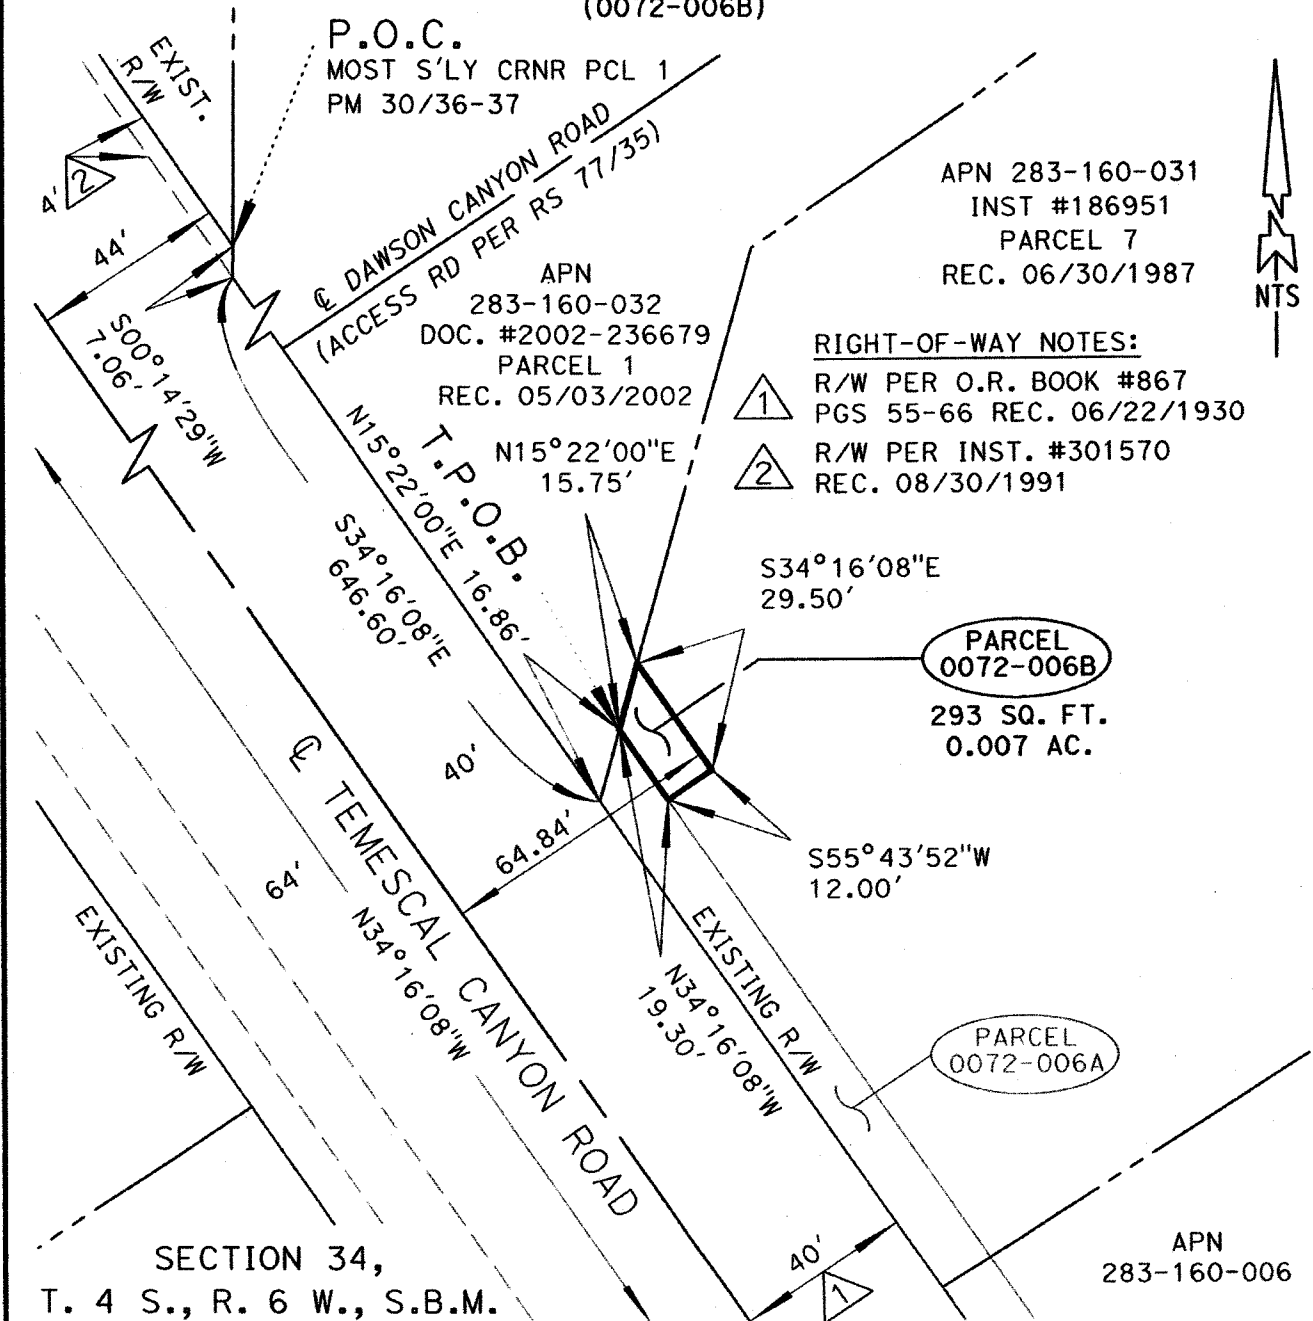 (0072-006B)
P.O.C.
MOST S'LY CRNR PCL 1
PM 30/36-37
EXIST.
R/W
4'
2
44'
S00°14'29"W
7.06'
℄ DAWSON CANYON ROAD
(ACCESS RD PER RS 77/35)
APN
283-160-032
DOC. #2002-236679
PARCEL 1
REC. 05/03/2002
APN 283-160-031
INST #186951
PARCEL 7
REC. 06/30/1987
NTS
RIGHT-OF-WAY NOTES:
1
R/W PER O.R. BOOK #867
PGS 55-66 REC. 06/22/1930
2
R/W PER INST. #301570
REC. 08/30/1991
N15°22'00"E
15.75'
T.P.O.B.
N15°22'00"E 16.86'
S34°16'08"E
646.60'
S34°16'08"E
29.50'
PARCEL
0072-006B
293 SQ. FT.
0.007 AC.
40'
64.84'
S55°43'52"W
12.00'
64'
℄ TEMESCAL CANYON ROAD
N34°16'08"W
EXISTING R/W
EXISTING R/W
N34°16'08"W
19.30'
PARCEL
0072-006A
40'
1
SECTION 34,
T. 4 S., R. 6 W., S.B.M.
APN
283-160-006